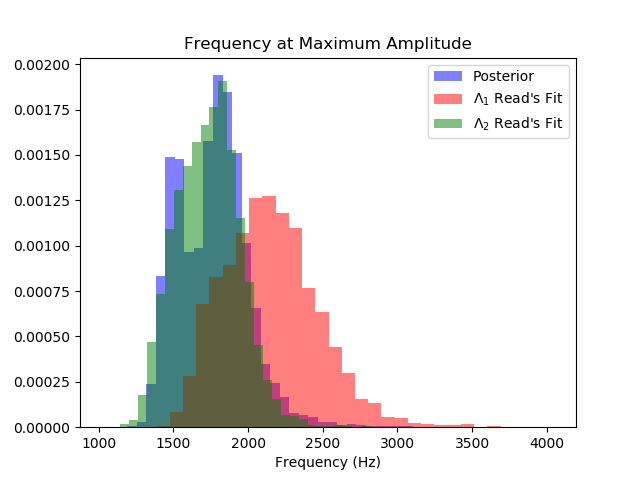 Frequency at Maximum Amplitude
0.00200
0.00175
0.00150
0.00125
0.00100
0.00075
0.00050
0.00025
0.00000
Posterior
Λ₁ Read's Fit
Λ₂ Read's Fit
1000 1500 2000 2500 3000 3500 4000
Frequency (Hz)